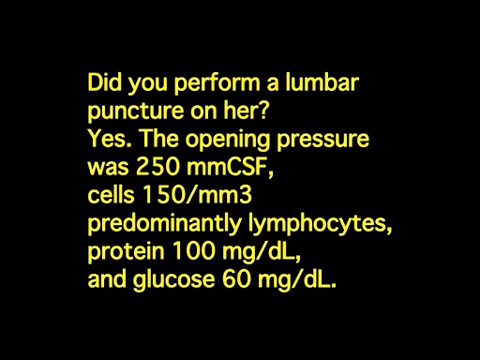 Did you perform a lumbar
puncture on her?
Yes. The opening pressure
was 250 mmCSF,
cells 150/mm3
predominantly lymphocytes,
protein 100 mg/dL,
and glucose 60 mg/dL.